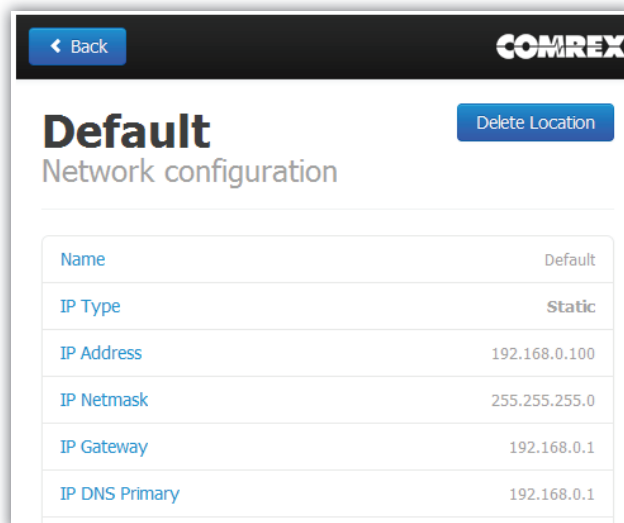 Back
COMREX
Default
Delete Location
Network configuration
Name Default
IP Type Static
IP Address 192.168.0.100
IP Netmask 255.255.255.0
IP Gateway 192.168.0.1
IP DNS Primary 192.168.0.1